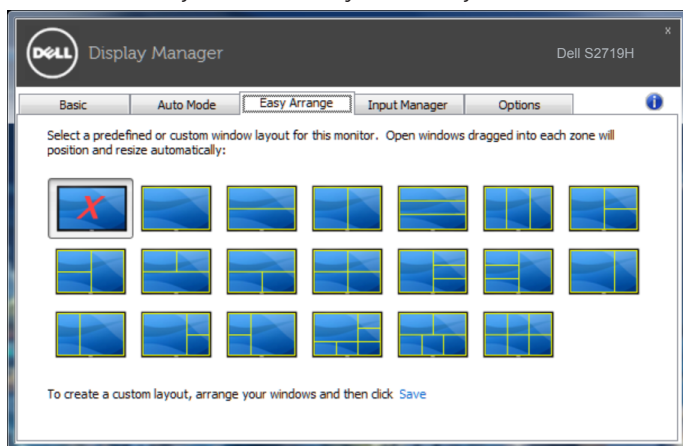 DELL Display Manager
Dell S2719H
x
Basic Auto Mode Easy Arrange Input Manager Options
Select a predefined or custom window layout for this monitor. Open windows dragged into each zone will
position and resize automatically:
To create a custom layout, arrange your windows and then click Save